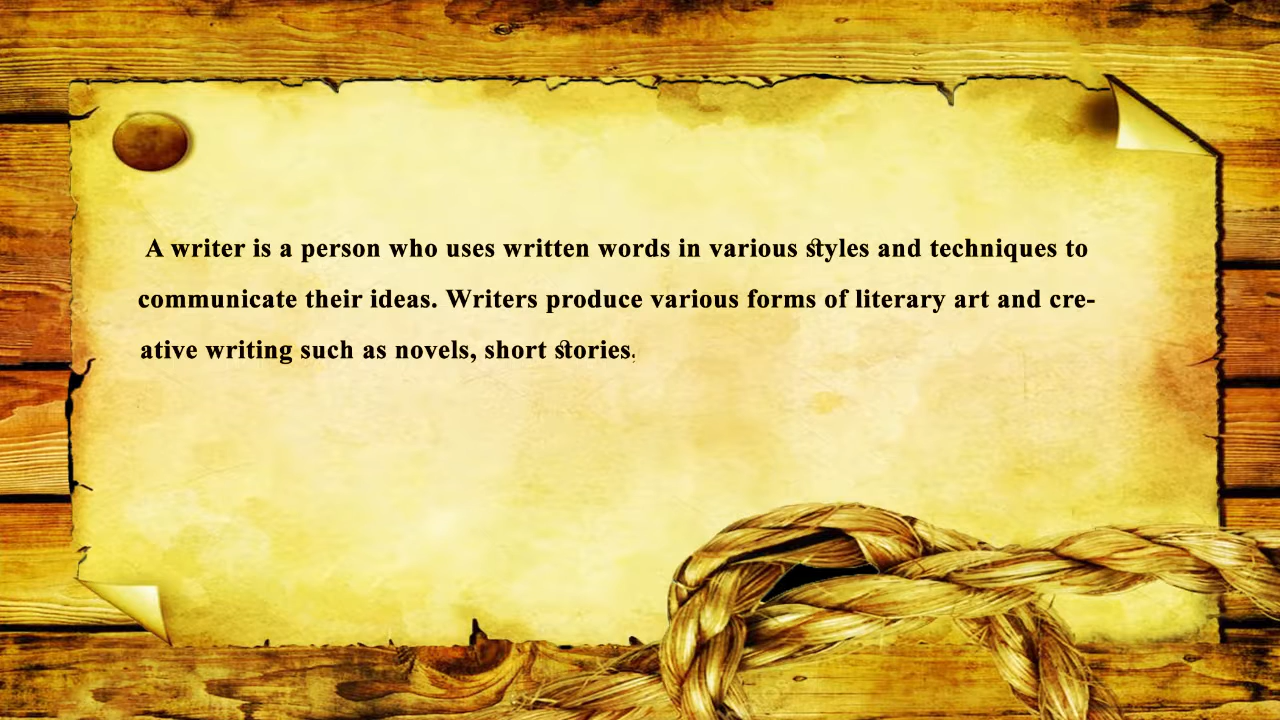 A writer is a person who uses written words in various styles and techniques to
communicate their ideas. Writers produce various forms of literary art and cre-
ative writing such as novels, short stories.